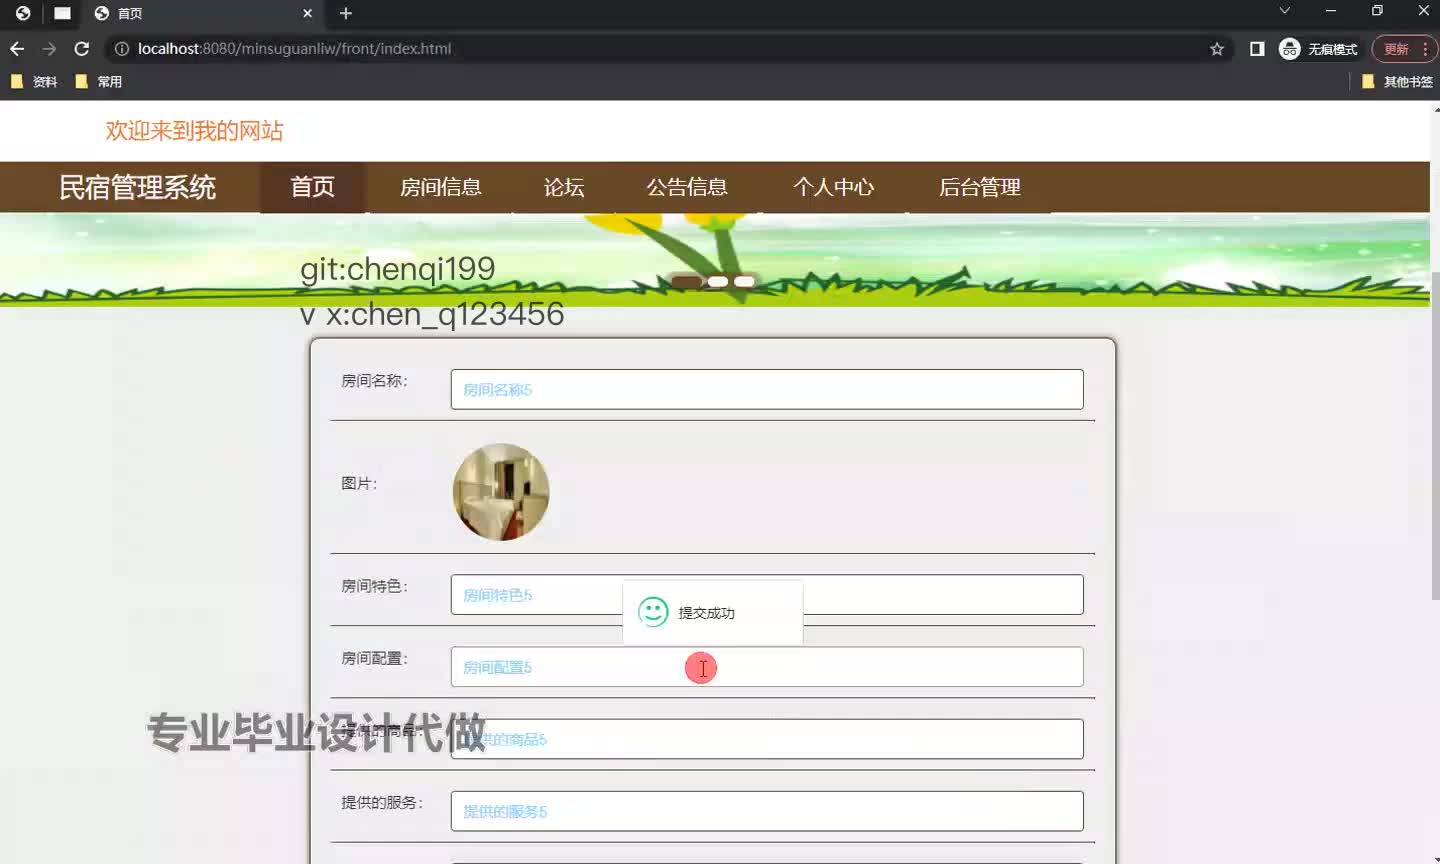 首页
localhost:8080/minsuguanliw/front/index.html
无痕模式
更新
资料
常用
其他书签
欢迎来到我的网站
民宿管理系统
首页
房间信息
论坛
公告信息
个人中心
后台管理
git:chenqi199
v x:chen_q123456
房间名称：
房间名称5
图片：
房间特色：
房间特色5
提交成功
房间配置：
房间配置5
专业毕业设计代做
提供的商品：
提供的商品5
提供的服务：
提供的服务5